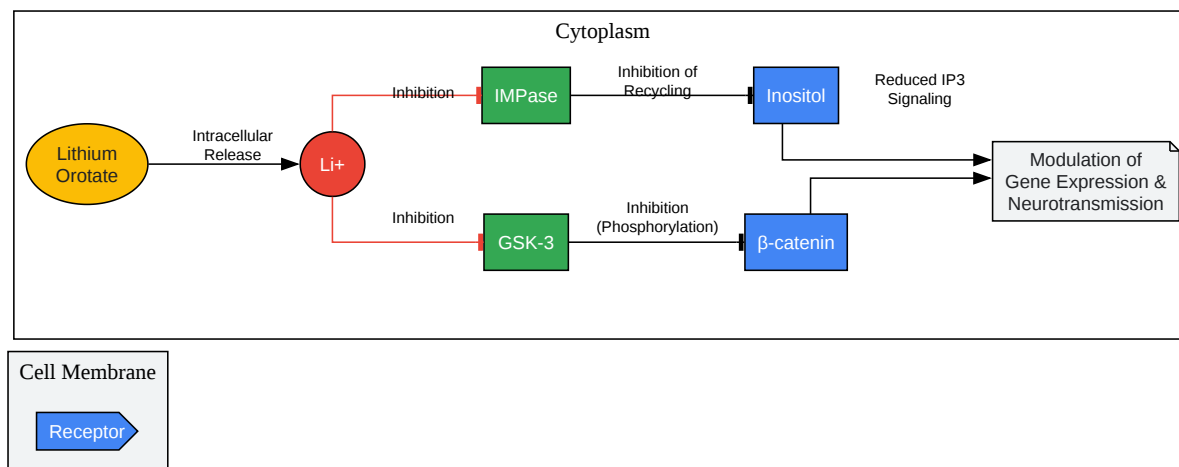 Cytoplasm
Lithium
Orotate
Intracellular
Release
Li+
Inhibition
IMPase
Inhibition of
Recycling
Inositol
Reduced IP3
Signaling
Inhibition
GSK-3
Inhibition
(Phosphorylation)
β-catenin
Modulation of
Gene Expression &
Neurotransmission
Cell Membrane
Receptor